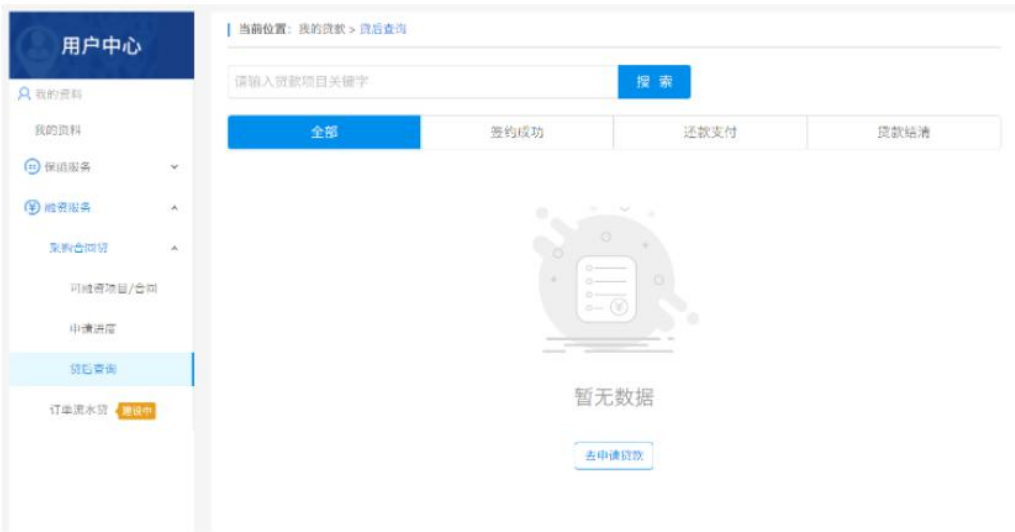 用户中心
我的资料
我的资料
保函服务
融资服务
采购合同贷
可融资项目/合同
申请进度
贷后查询
订单流水贷 建设中
当前位置：我的贷款 > 贷后查询
请输入贷款项目关键字
搜 索
全部
签约成功
还款支付
贷款结清
暂无数据
去申请贷款